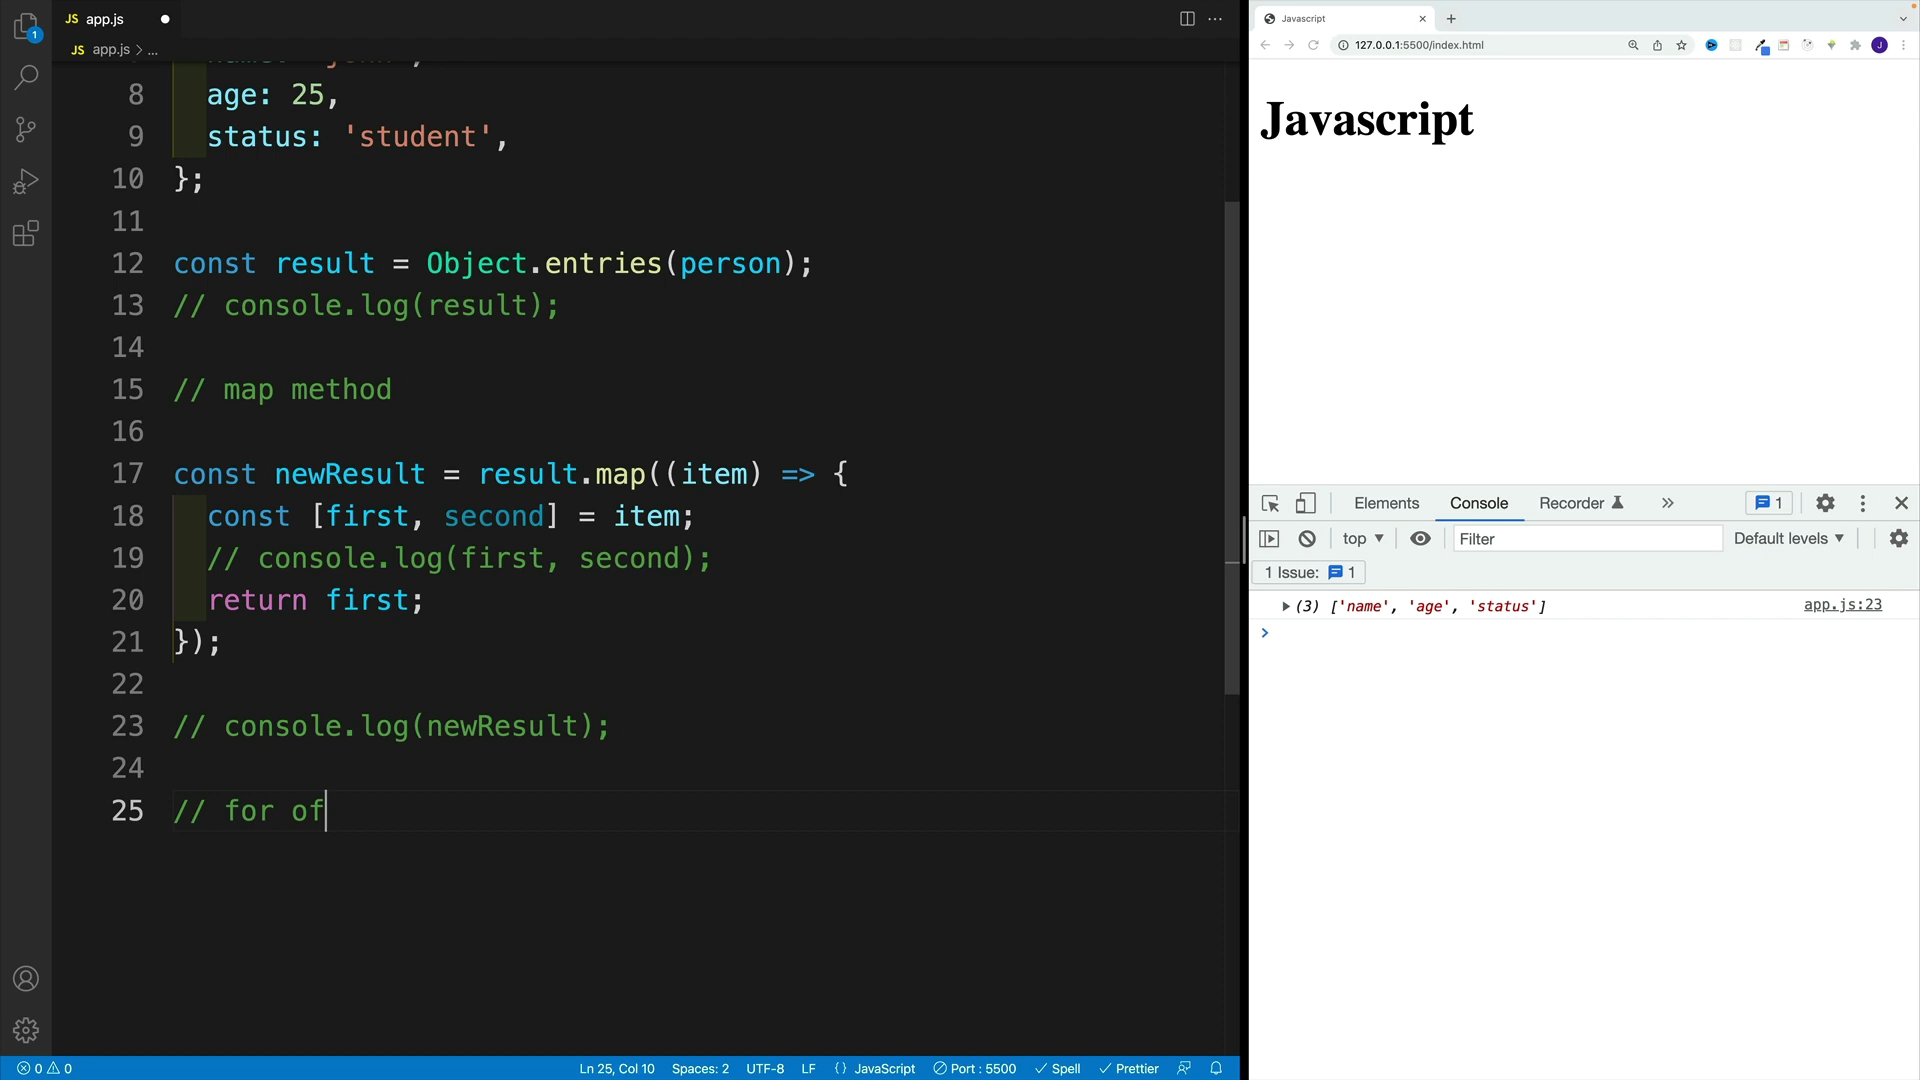 JS app.js
JS app.js > ...
1
8 age: 25,
9 status: 'student',
10 };
11
12 const result = Object.entries(person);
13 // console.log(result);
14
15 // map method
16
17 const newResult = result.map((item) => {
18 const [first, second] = item;
19 // console.log(first, second);
20 return first;
21 });
22
23 // console.log(newResult);
24
25 // for of
0 0 Ln 25, Col 10 Spaces: 2 UTF-8 LF {} JavaScript Port : 5500 Spell Prettier
Javascript
127.0.0.1:5500/index.html J
Javascript
Elements Console Recorder 1
top Filter Default levels
1 Issue: 1
(3) ['name', 'age', 'status'] app.js:23